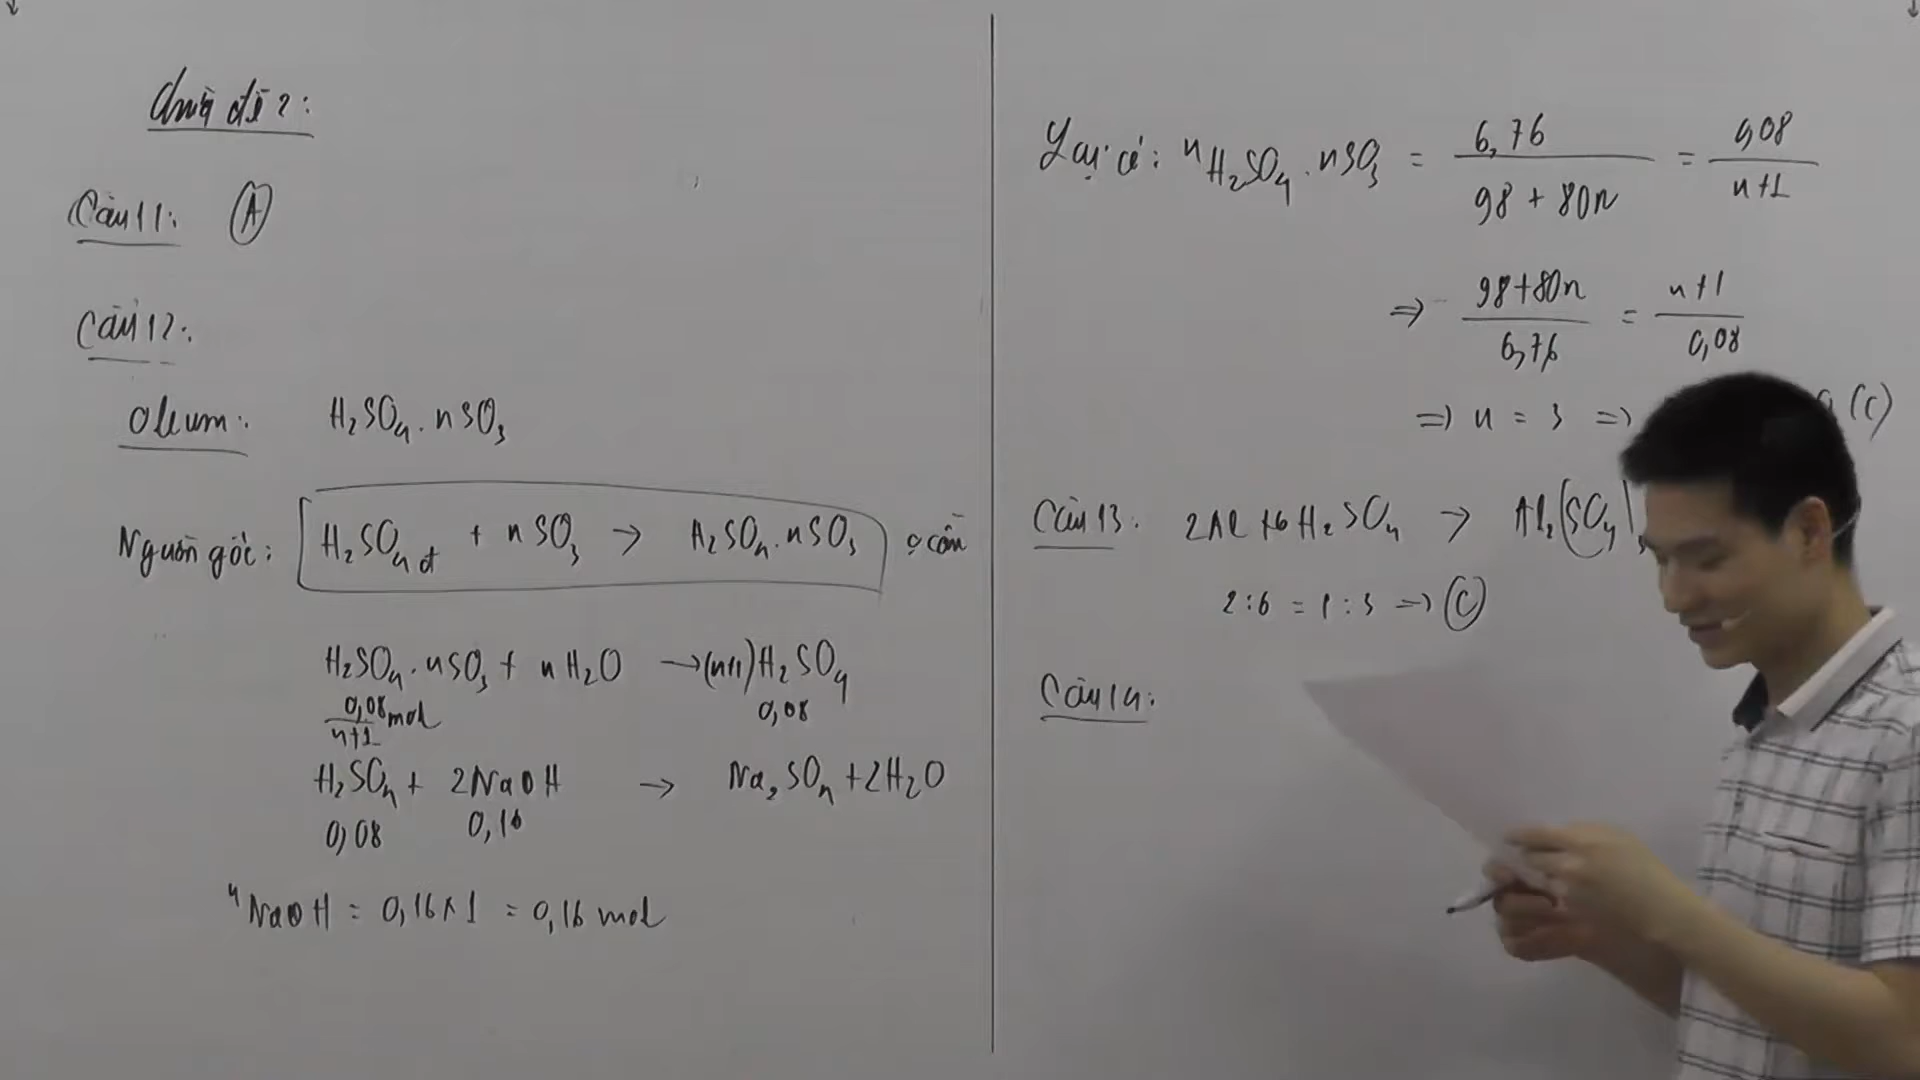 Chữa đề 2:
Câu 11: A
Câu 12:
Oleum: H₂SO₄.nSO₃
Nguồn gốc: H₂SO₄đ + nSO₃ → H₂SO₄.nSO₃
H₂SO₄.nSO₃ + nH₂O → (n+1)H₂SO₄
0,08/n+1 mol 0,08
H₂SO₄ + 2NaOH → Na₂SO₄ + 2H₂O
0,08 0,16
nNaOH = 0,16 x 1 = 0,16 mol
Lại có: nH₂SO₄.nSO₃ = 6,76/98 + 80n = 0,08/n+1
=> 98+80n/6,76 = n+1/0,08
=> n = 3 => (C)
Câu 13: 2Al + 6H₂SO₄ → Al₂(SO₄)₃
2:6 = 1:3 => C
Câu 14: